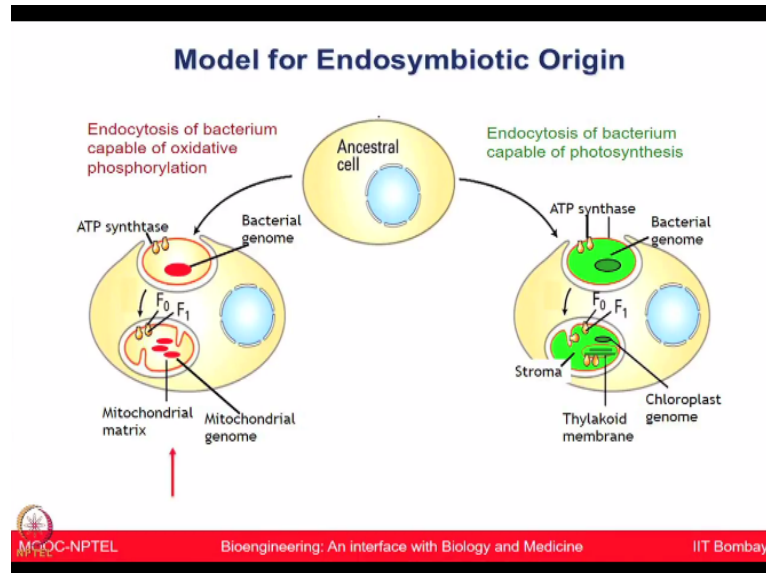 Model for Endosymbiotic Origin
Endocytosis of bacterium
capable of oxidative
phosphorylation
Ancestral
cell
Endocytosis of bacterium
capable of photosynthesis
ATP synthtase
Bacterial
genome
F0
F1
Mitochondrial
matrix
Mitochondrial
genome
ATP synthase
Bacterial
genome
F0
F1
Stroma
Thylakoid
membrane
Chloroplast
genome
MOOC-NPTEL
NPTEL
Bioengineering: An interface with Biology and Medicine
IIT Bombay